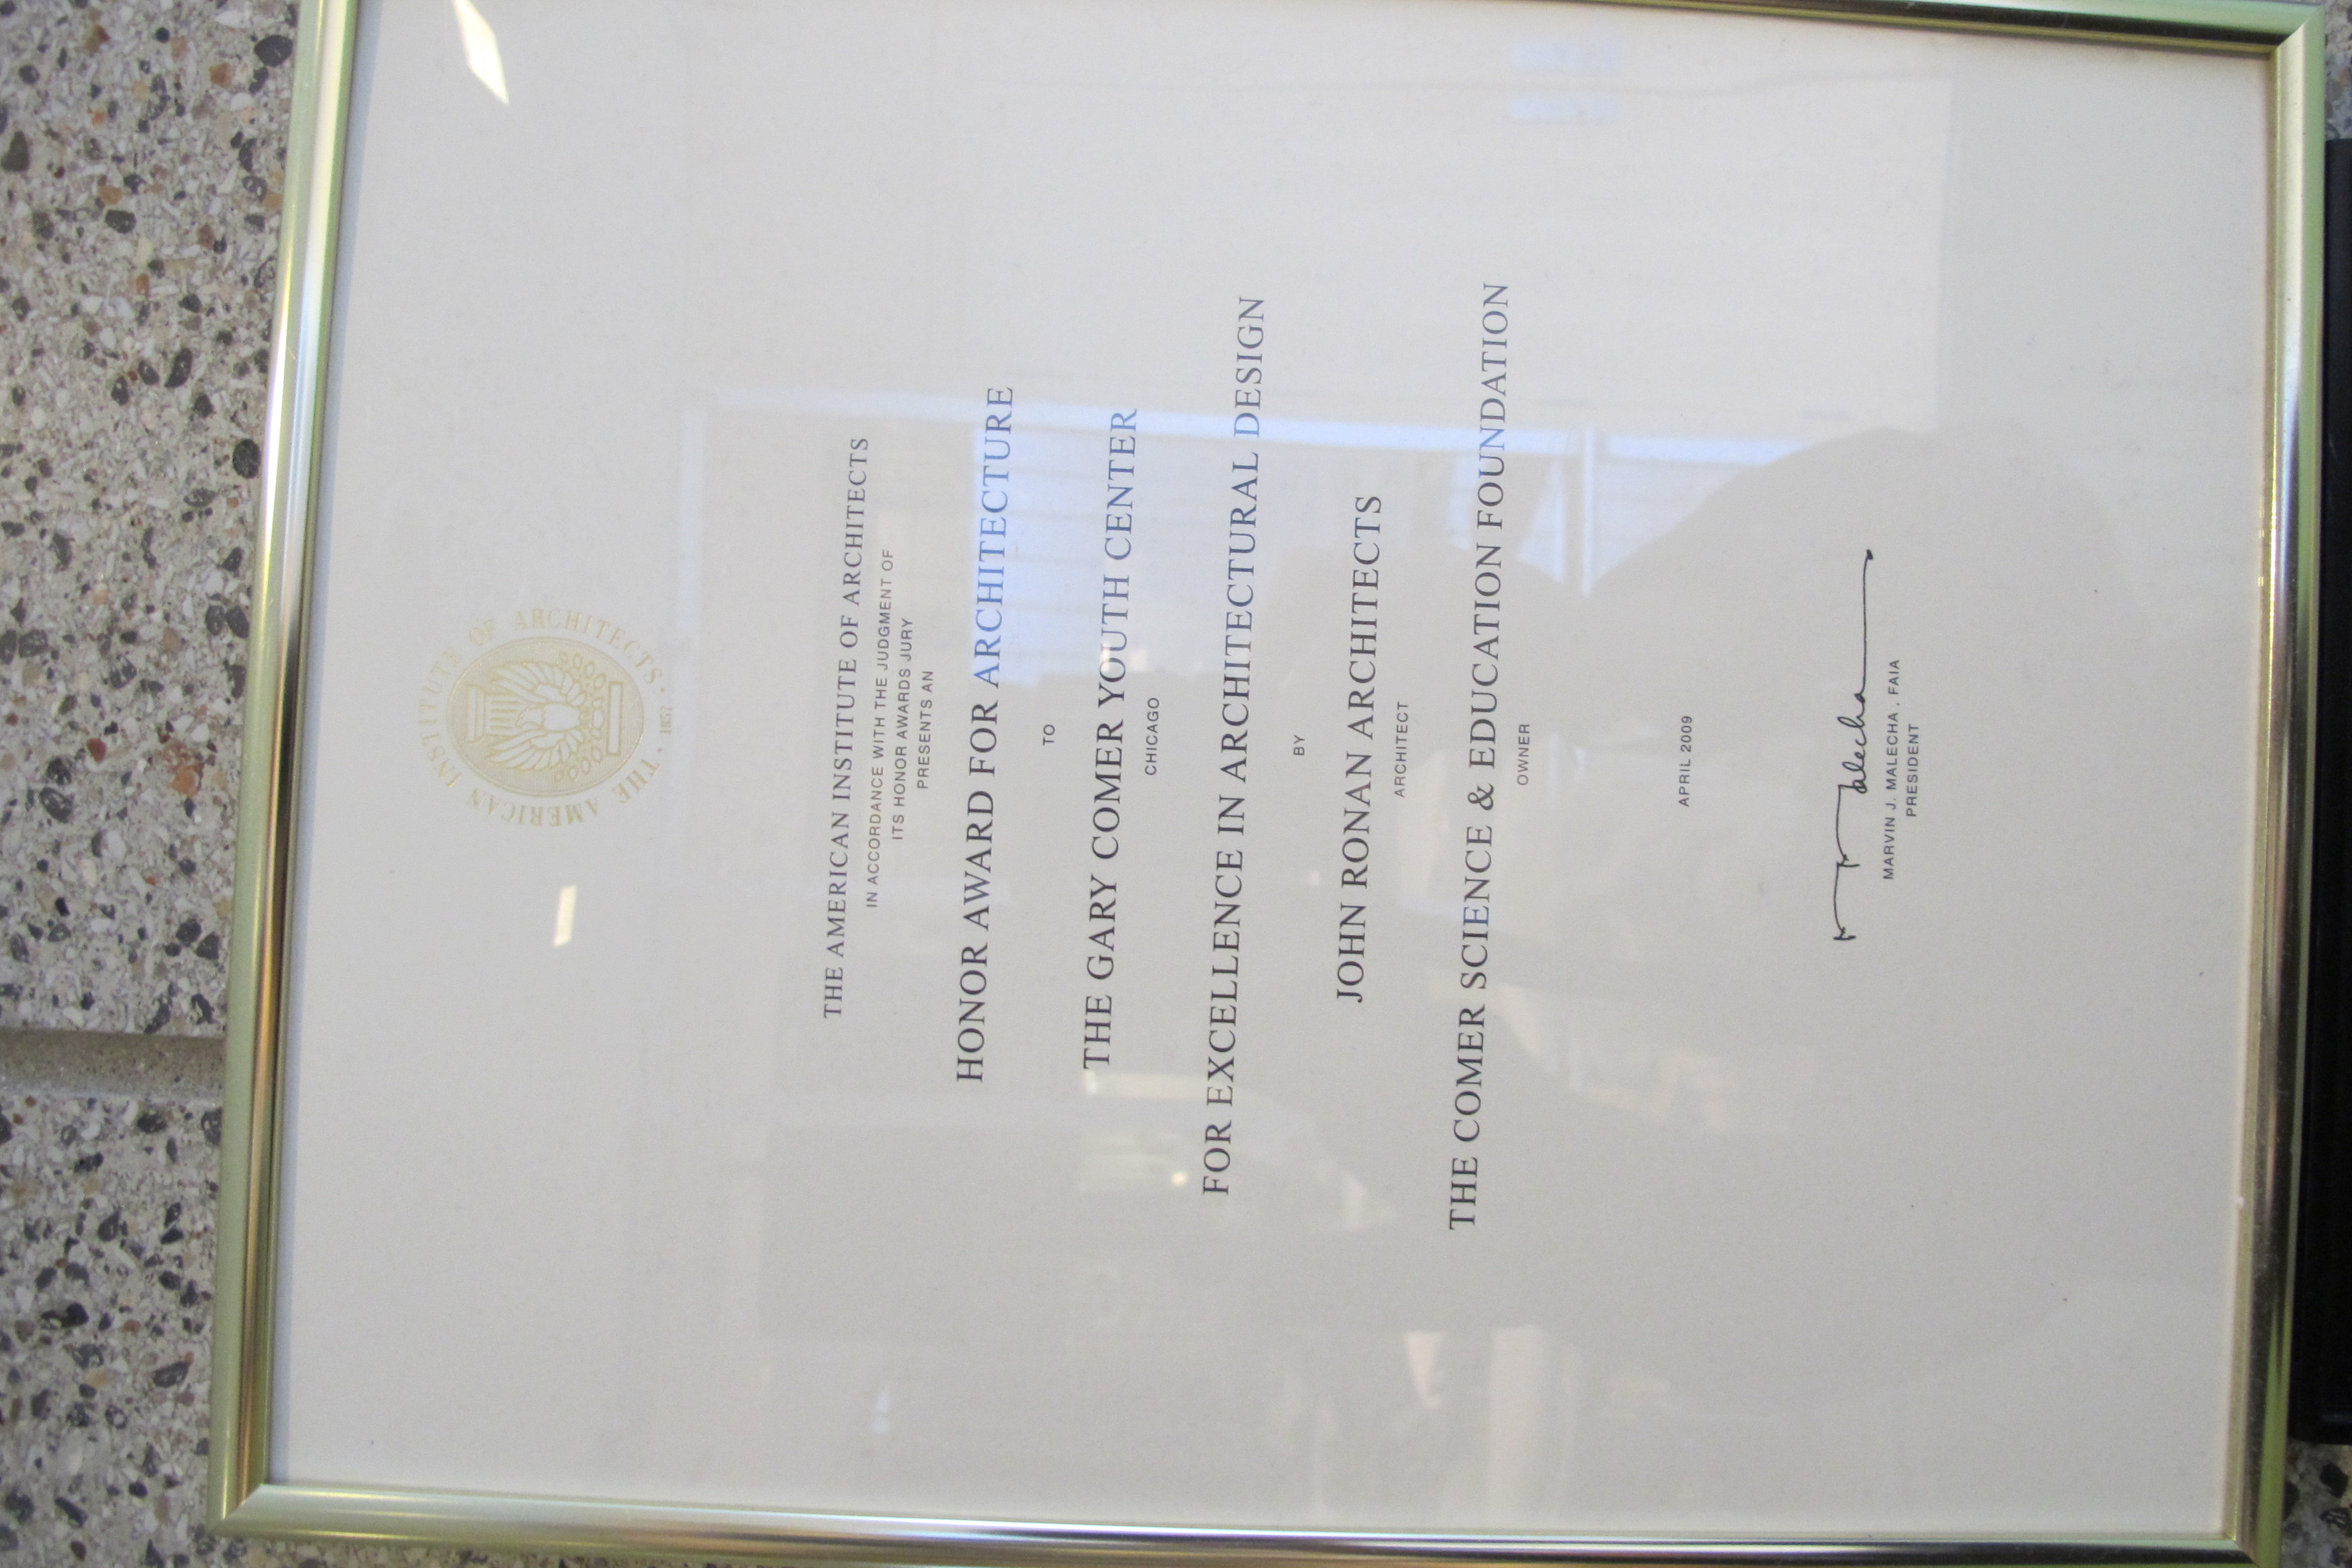 THE AMERICAN INSTITUTE OF ARCHITECTS · 1857 ·
THE AMERICAN INSTITUTE OF ARCHITECTS
IN ACCORDANCE WITH THE JUDGMENT OF
ITS HONOR AWARDS JURY
PRESENTS AN
HONOR AWARD FOR ARCHITECTURE
TO
THE GARY COMER YOUTH CENTER
CHICAGO
FOR EXCELLENCE IN ARCHITECTURAL DESIGN
BY
JOHN RONAN ARCHITECTS
ARCHITECT
THE COMER SCIENCE & EDUCATION FOUNDATION
OWNER
APRIL 2009
M J Malecha
MARVIN J. MALECHA, FAIA
PRESIDENT